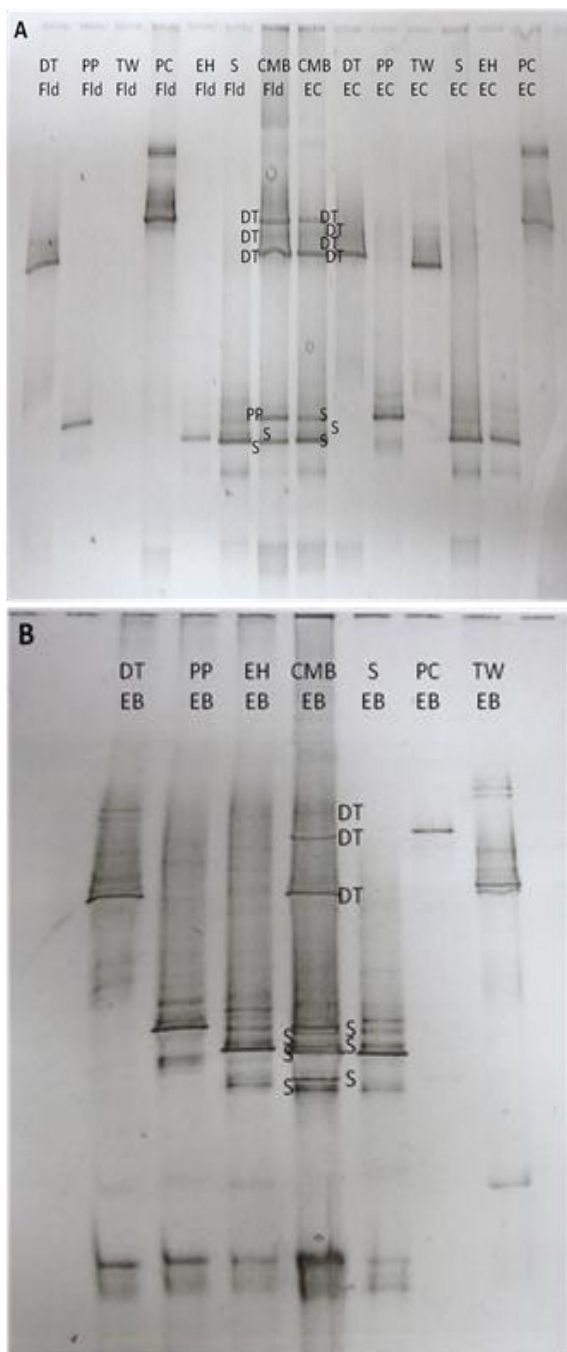 A
DT PP TW PC EH S CMB CMB DT PP TW S EH PC
Fld Fld Fld Fld Fld Fld Fld EC EC EC EC EC EC EC
DT DT
DT DT
DT
DT DT
PP S
S S
S S
B
DT PP EH CMB S PC TW
EB EB EB EB EB EB EB
DT
DT
DT
S S
S S
S S
S